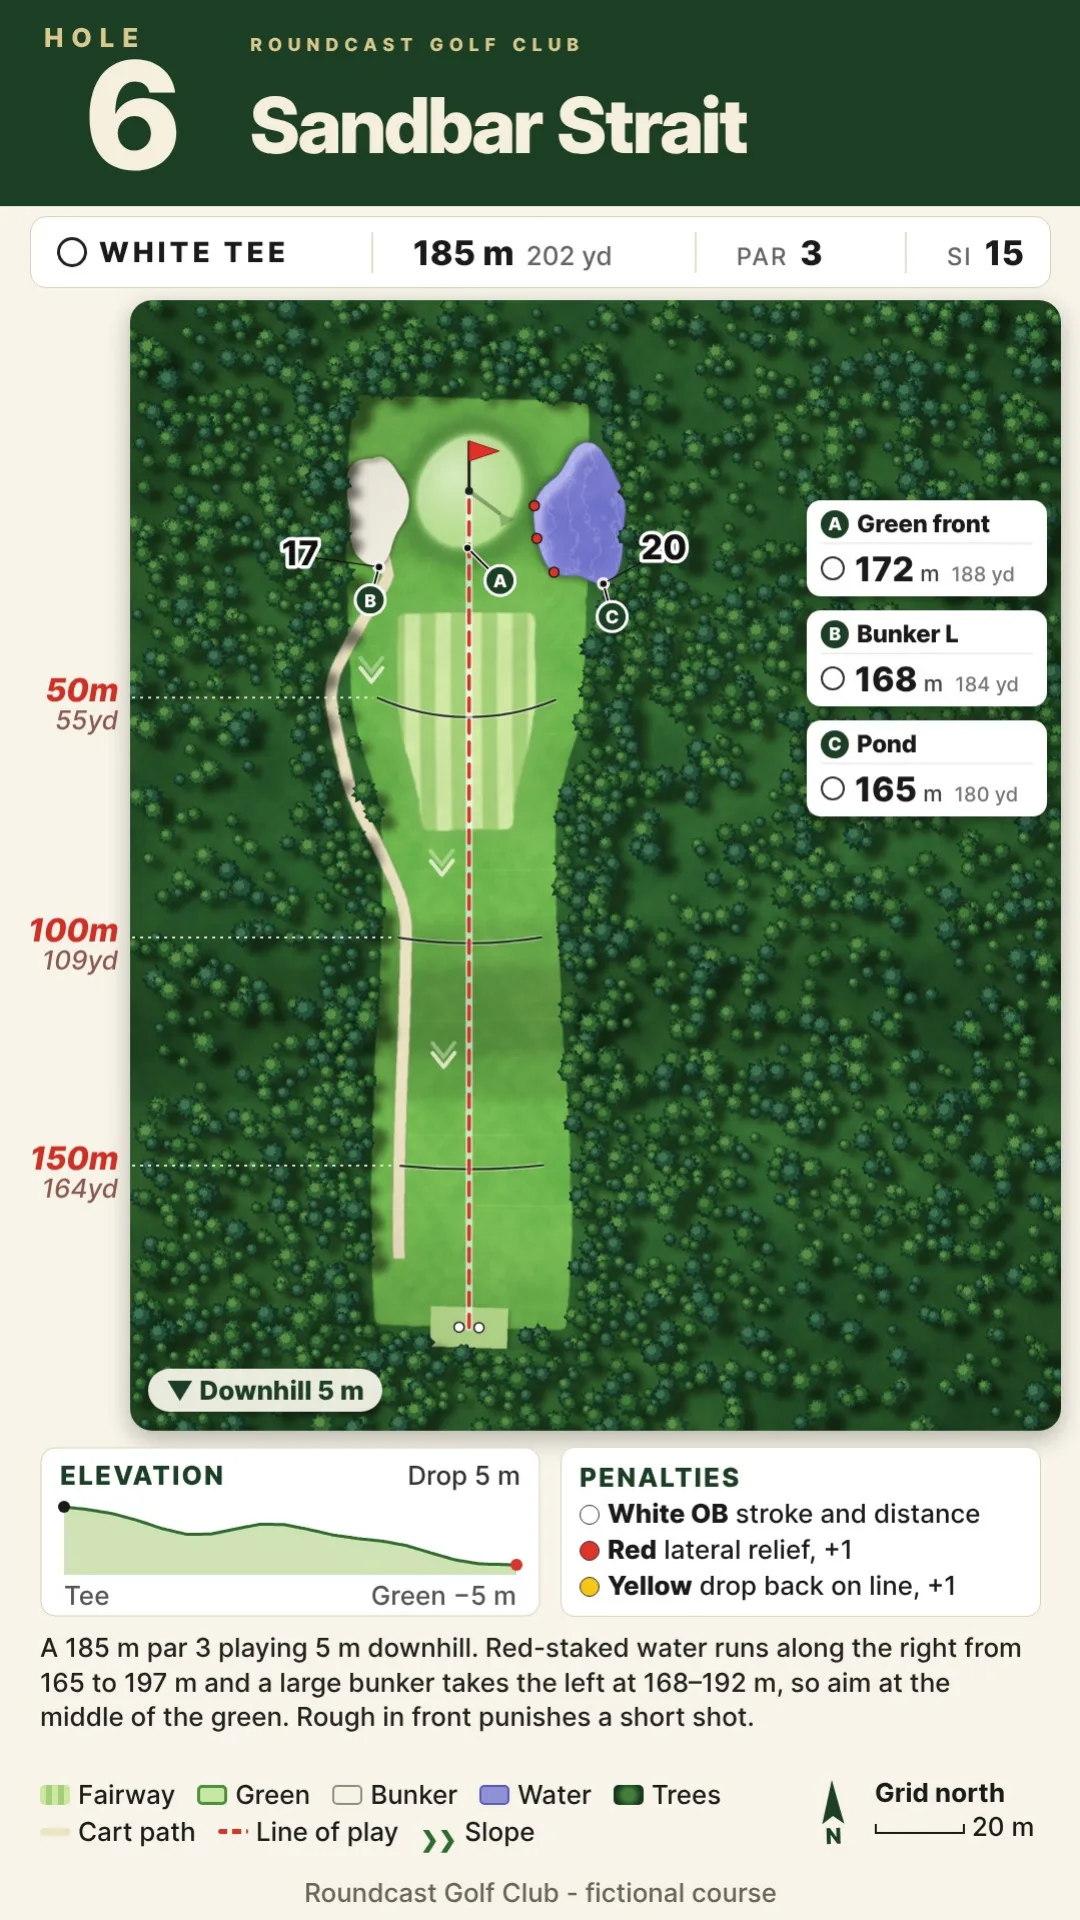 HOLE
6
ROUNDCAST GOLF CLUB
Sandbar Strait
WHITE TEE
185 m 202 yd
PAR 3
SI 15
17
20
A
B
C
A Green front
172 m 188 yd
B Bunker L
168 m 184 yd
C Pond
165 m 180 yd
50m
55yd
100m
109yd
150m
164yd
▼ Downhill 5 m
ELEVATION
Drop 5 m
Tee
Green −5 m
PENALTIES
White OB stroke and distance
Red lateral relief, +1
Yellow drop back on line, +1
A 185 m par 3 playing 5 m downhill. Red-staked water runs along the right from
165 to 197 m and a large bunker takes the left at 168–192 m, so aim at the
middle of the green. Rough in front punishes a short shot.
Fairway Green Bunker Water Trees
Cart path Line of play Slope
N
Grid north
20 m
Roundcast Golf Club - fictional course